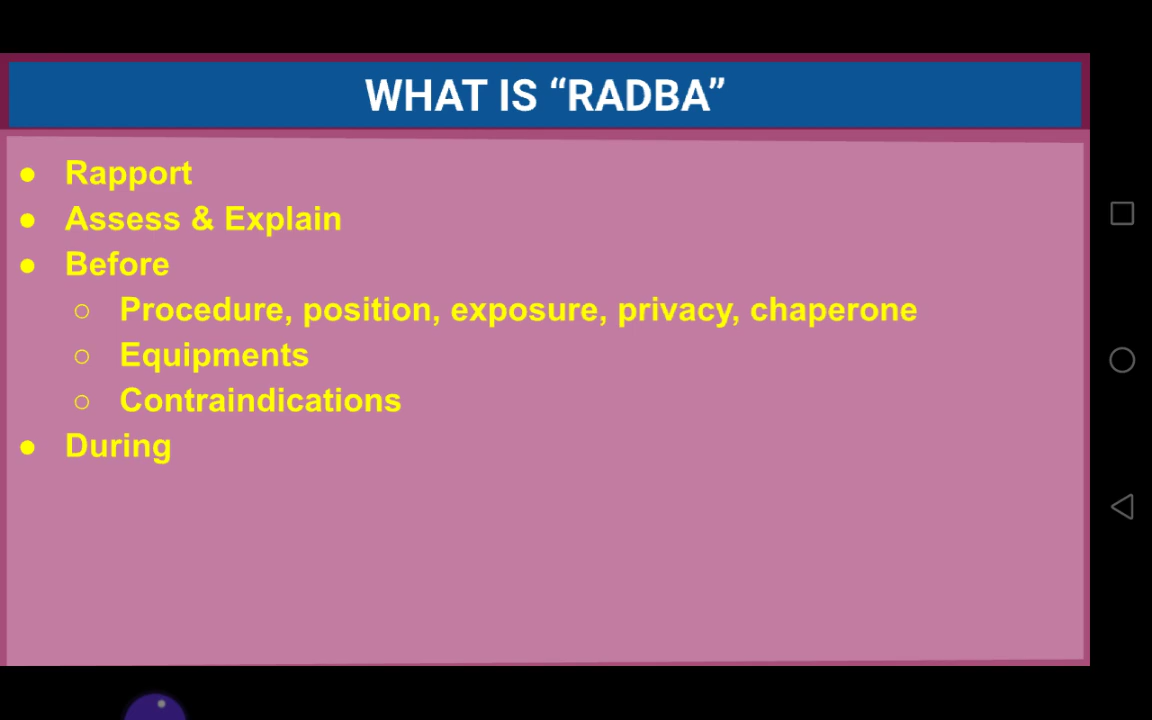 WHAT IS “RADBA”
● Rapport
● Assess & Explain
● Before
○ Procedure, position, exposure, privacy, chaperone
○ Equipments
○ Contraindications
● During